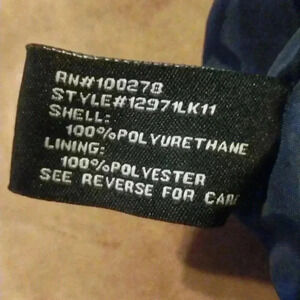 RN#100278
STYLE#12971LK11
SHELL:
100%POLYURETHANE
LINING:
100%POLYESTER
SEE REVERSE FOR CARE